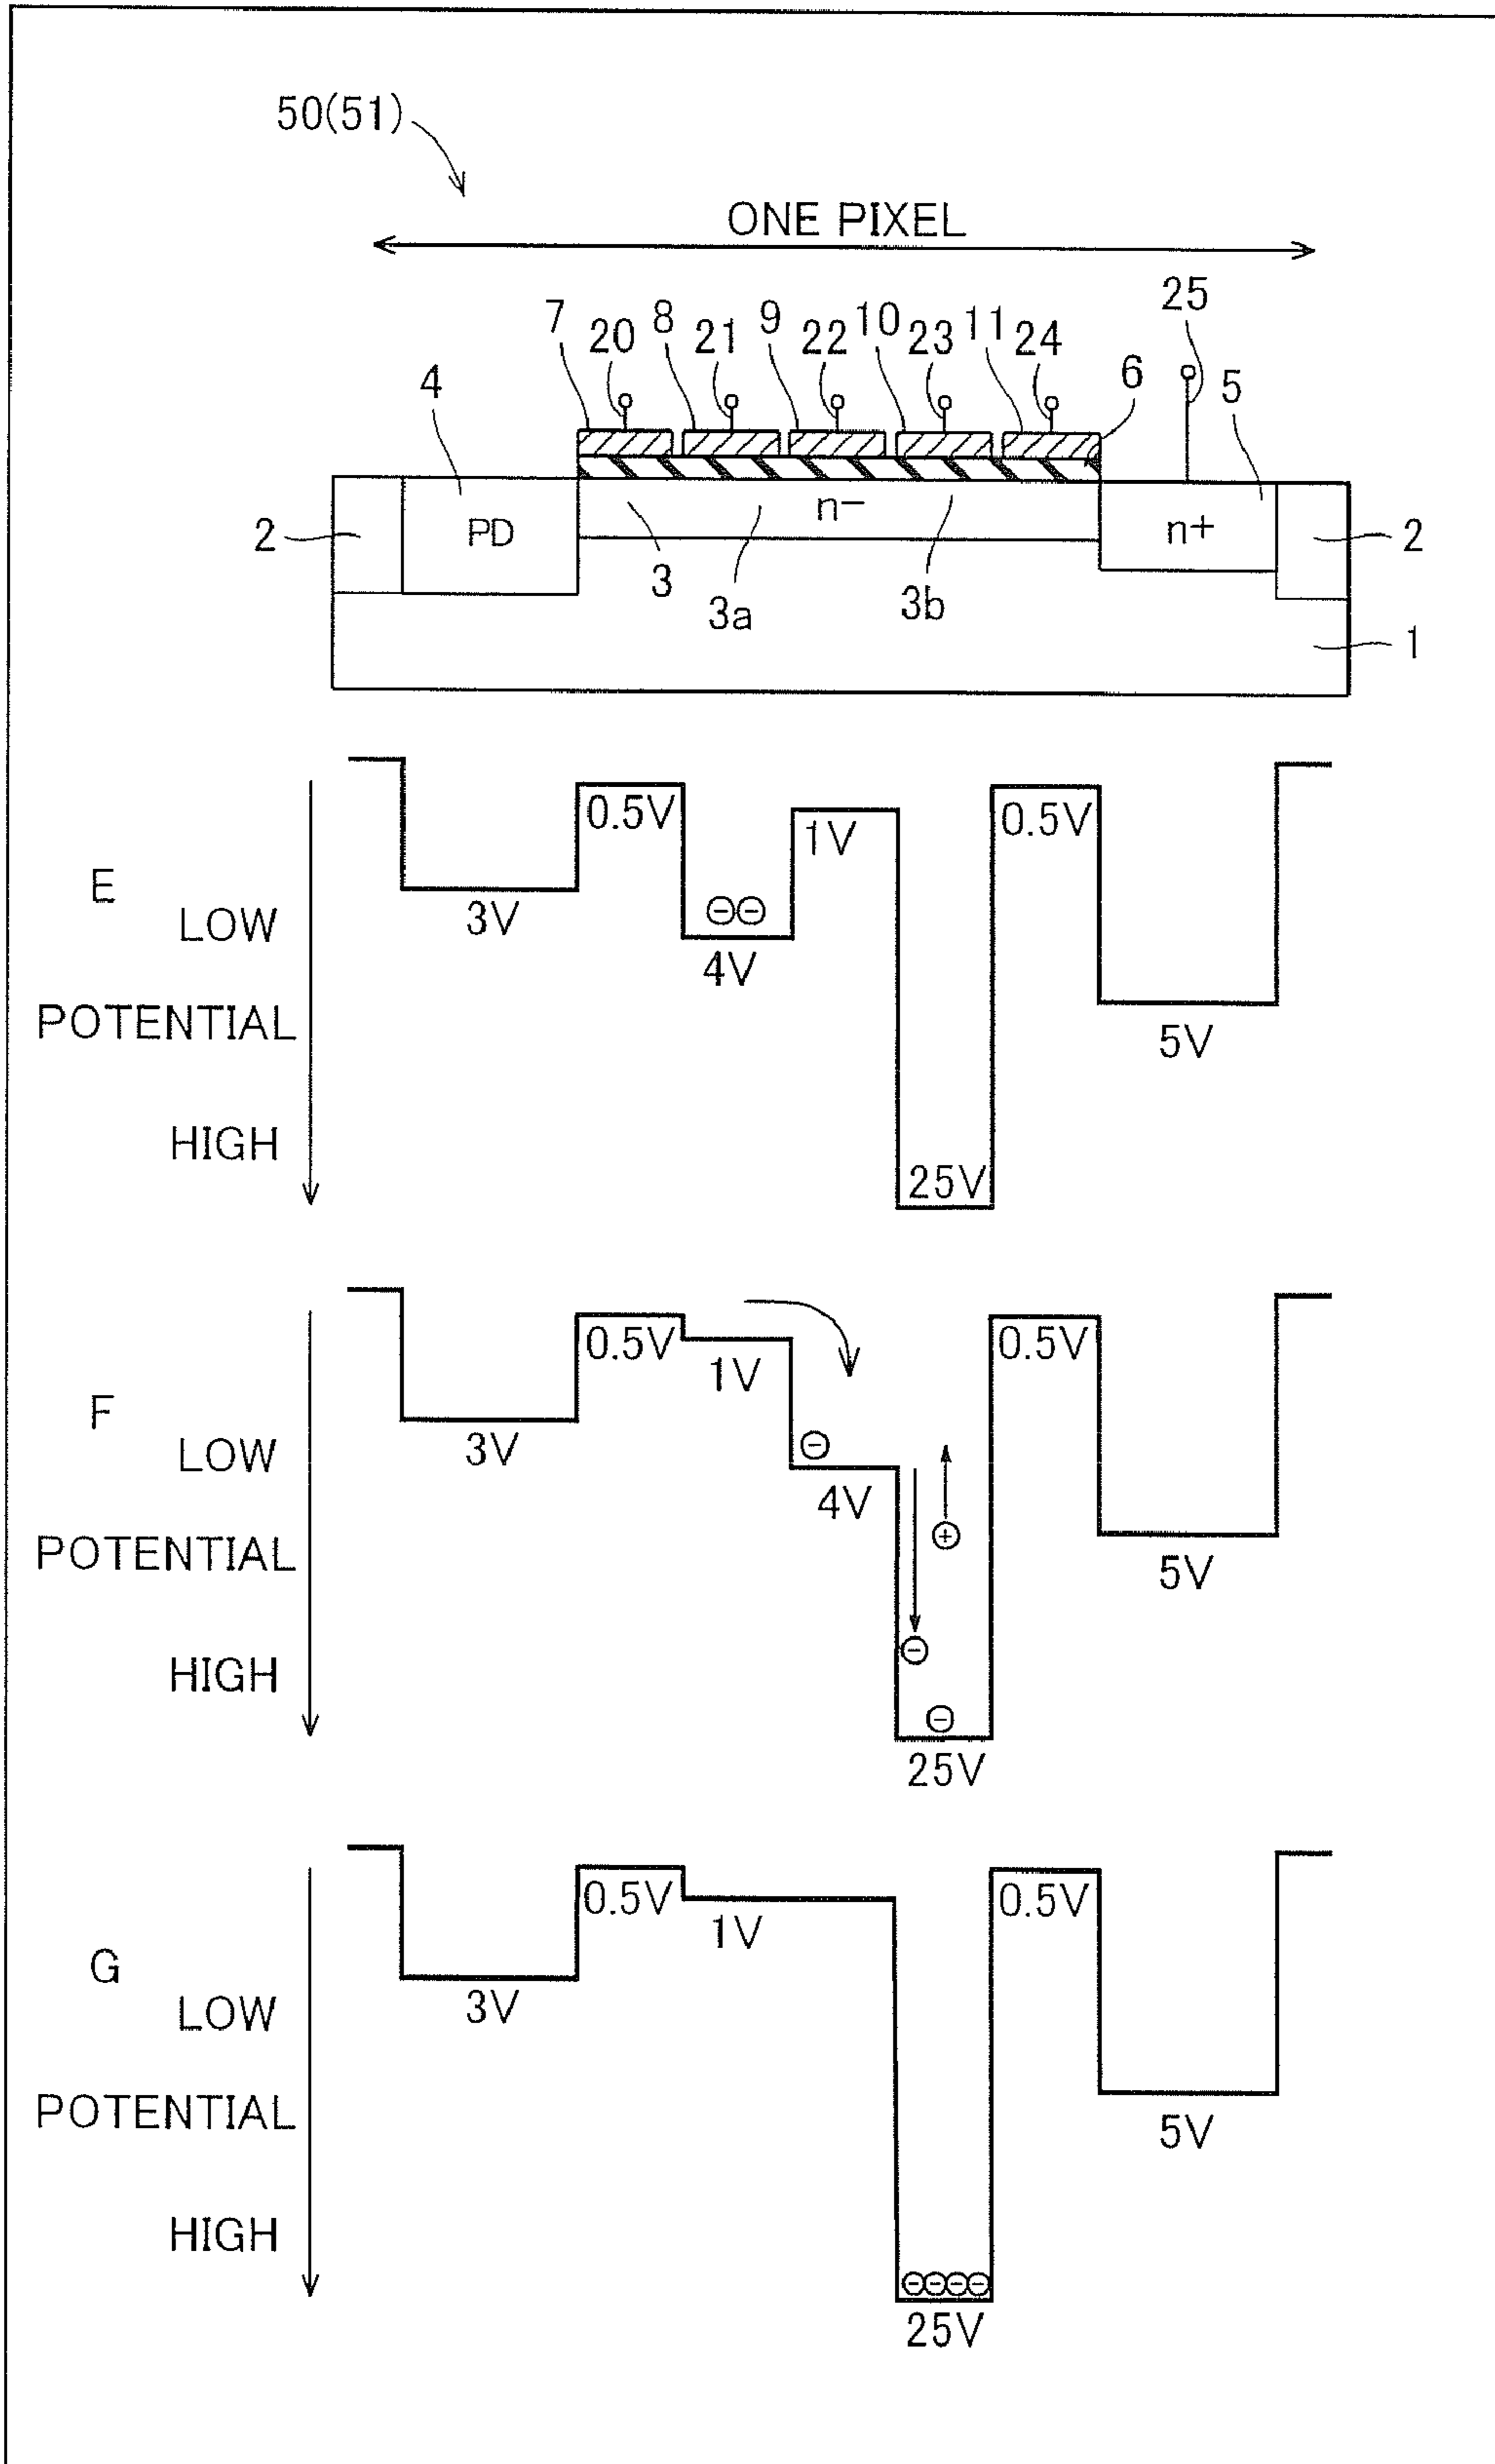 50(51)
ONE PIXEL
7 20 8 21 9 22 10 23 11 24 6 25 5
4
2 PD n− n+ 2
3 3a 3b
1
E
0.5V 1V 0.5V
LOW 3V
4V
POTENTIAL
5V
HIGH
25V
F
0.5V 1V 0.5V
LOW 3V
⊖
4V
⊕
POTENTIAL
5V
HIGH
⊖
⊖
25V
G
0.5V 1V 0.5V
LOW 3V
POTENTIAL
5V
HIGH
⊖⊖⊖⊖
25V